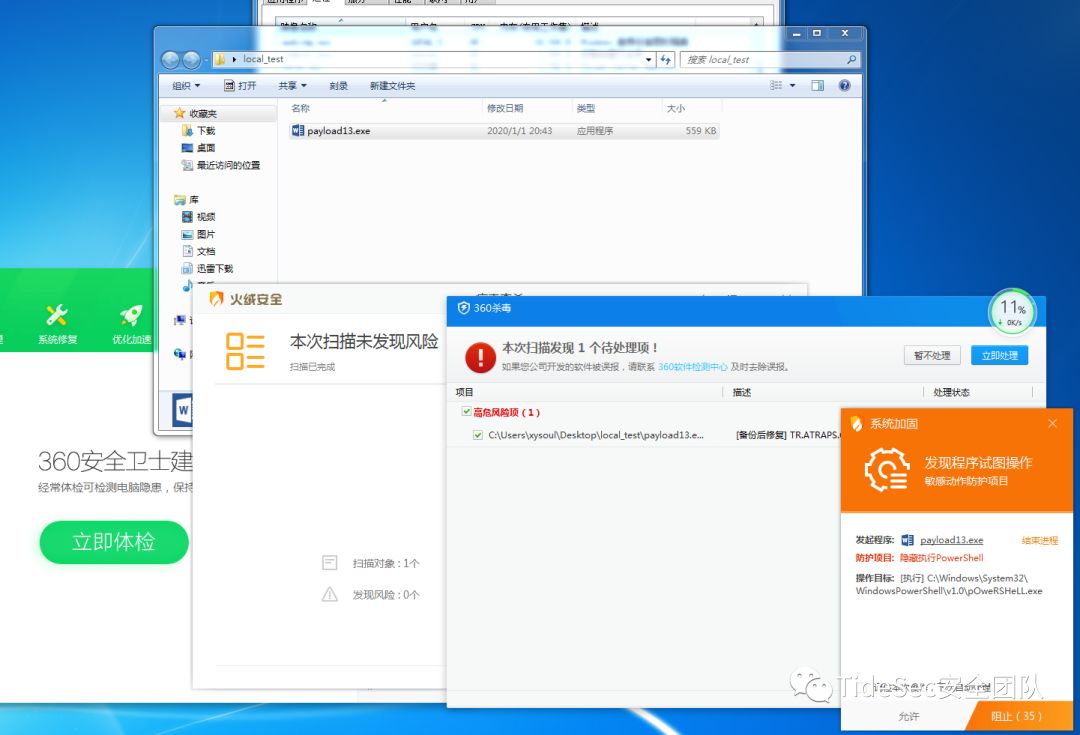 local_test
搜索 local_test
组织
打开
共享
刻录
新建文件夹
名称
修改日期
类型
大小
收藏夹
payload13.exe
2020/1/1 20:43
应用程序
559 KB
下载
桌面
最近访问的位置
库
视频
图片
文档
迅雷下载
系统修复
优化加速
火绒安全
本次扫描未发现风险
扫描已完成
扫描对象：1个
发现风险：0个
360安全卫士建
经常体检可检测电脑隐患，保持
立即体检
360杀毒
11%
0K/s
本次扫描发现 1 个待处理项！
如果您公司开发的软件被误报，请联系 360软件检测中心 及时去除误报。
暂不处理
立即处理
项目
描述
处理状态
高危风险项（1）
C:\Users\xysoul\Desktop\local_test\payload13.e...
[备份后修复] TR.ATRAPS.
系统加固
发现程序试图操作
敏感动作防护项目
发起程序:
payload13.exe
结束进程
防护项目:
隐藏执行PowerShell
操作目标:
[执行] C:\Windows\System32\
WindowsPowerShell\v1.0\pOweRSHeLL.exe
TideSec安全团队
允许
阻止（35）